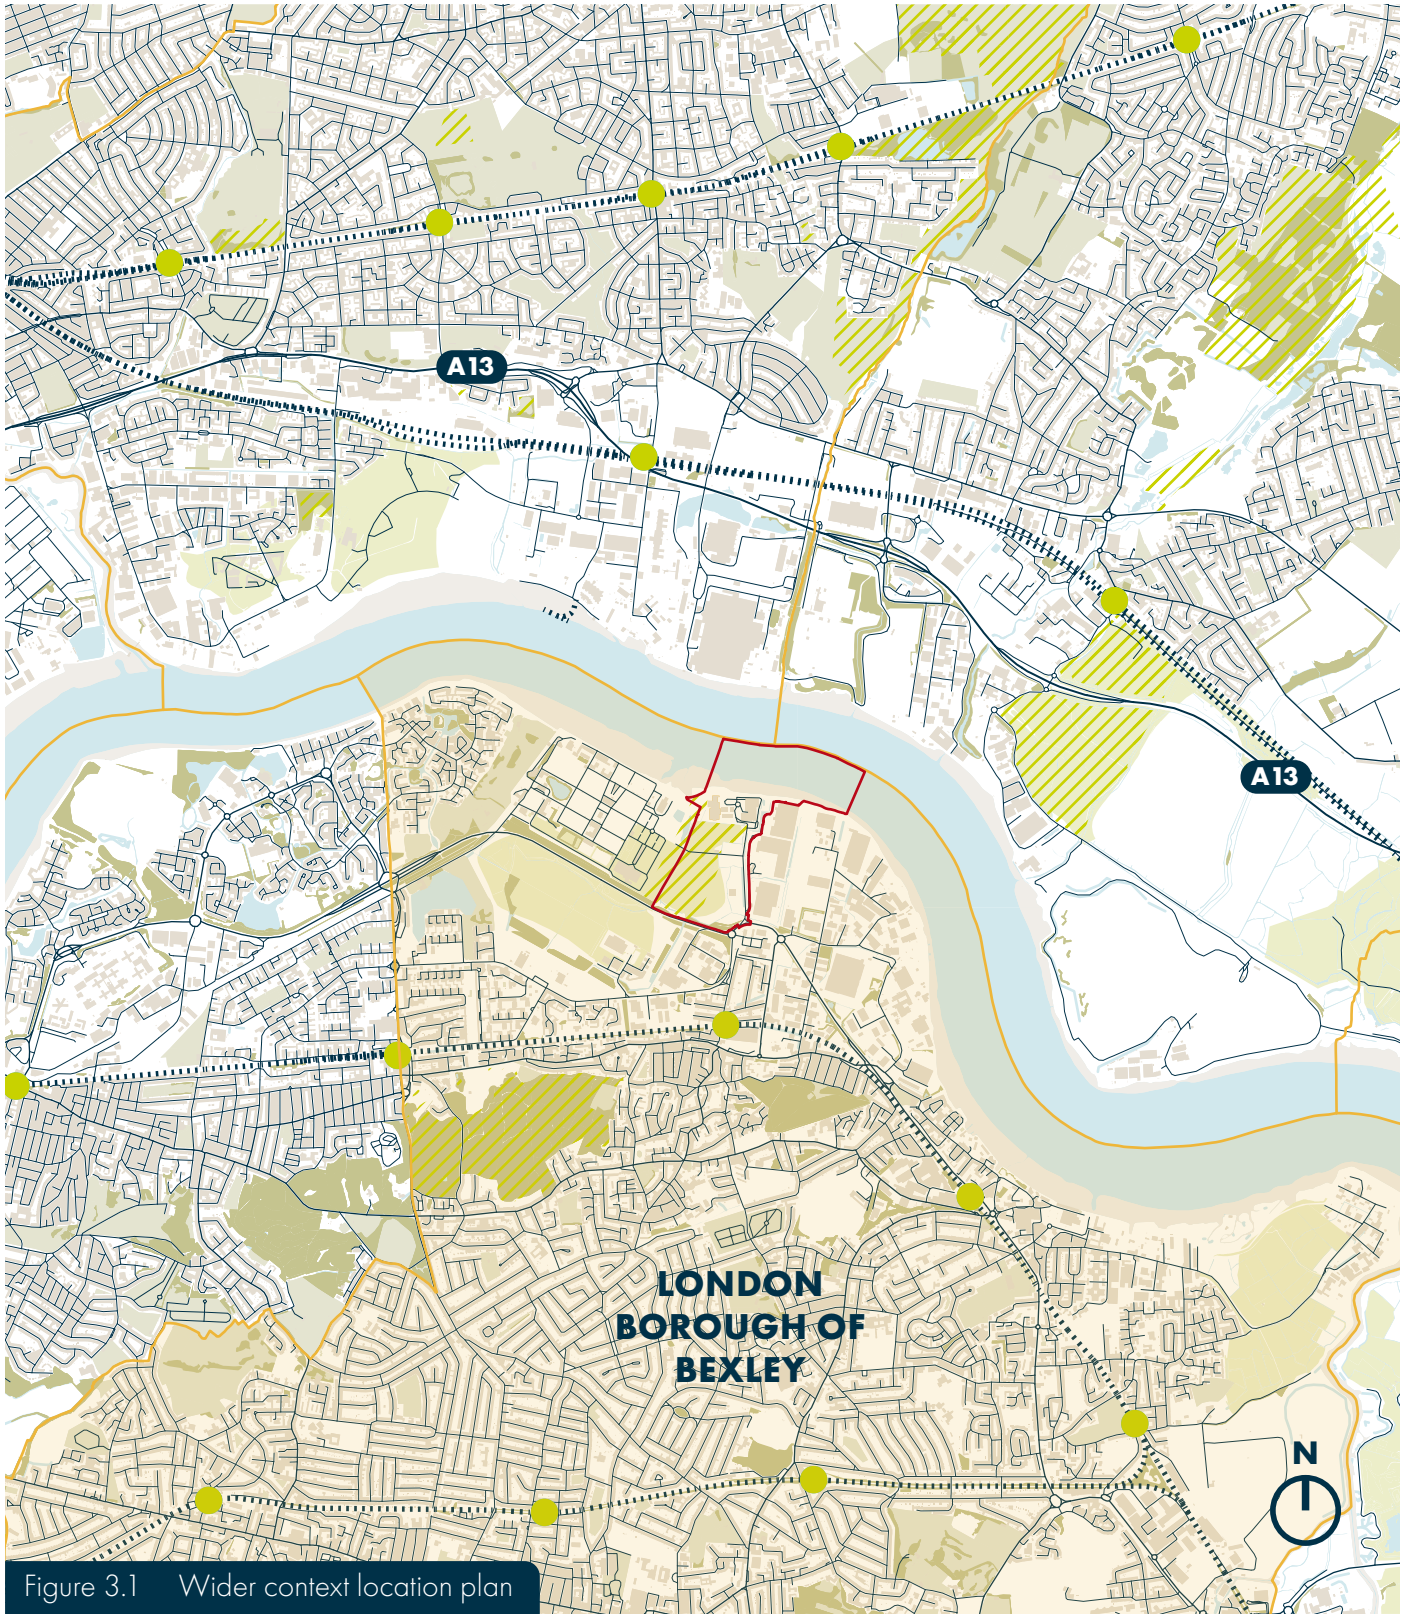 A13
A13
LONDON
BOROUGH OF
BEXLEY
N
Figure 3.1 Wider context location plan